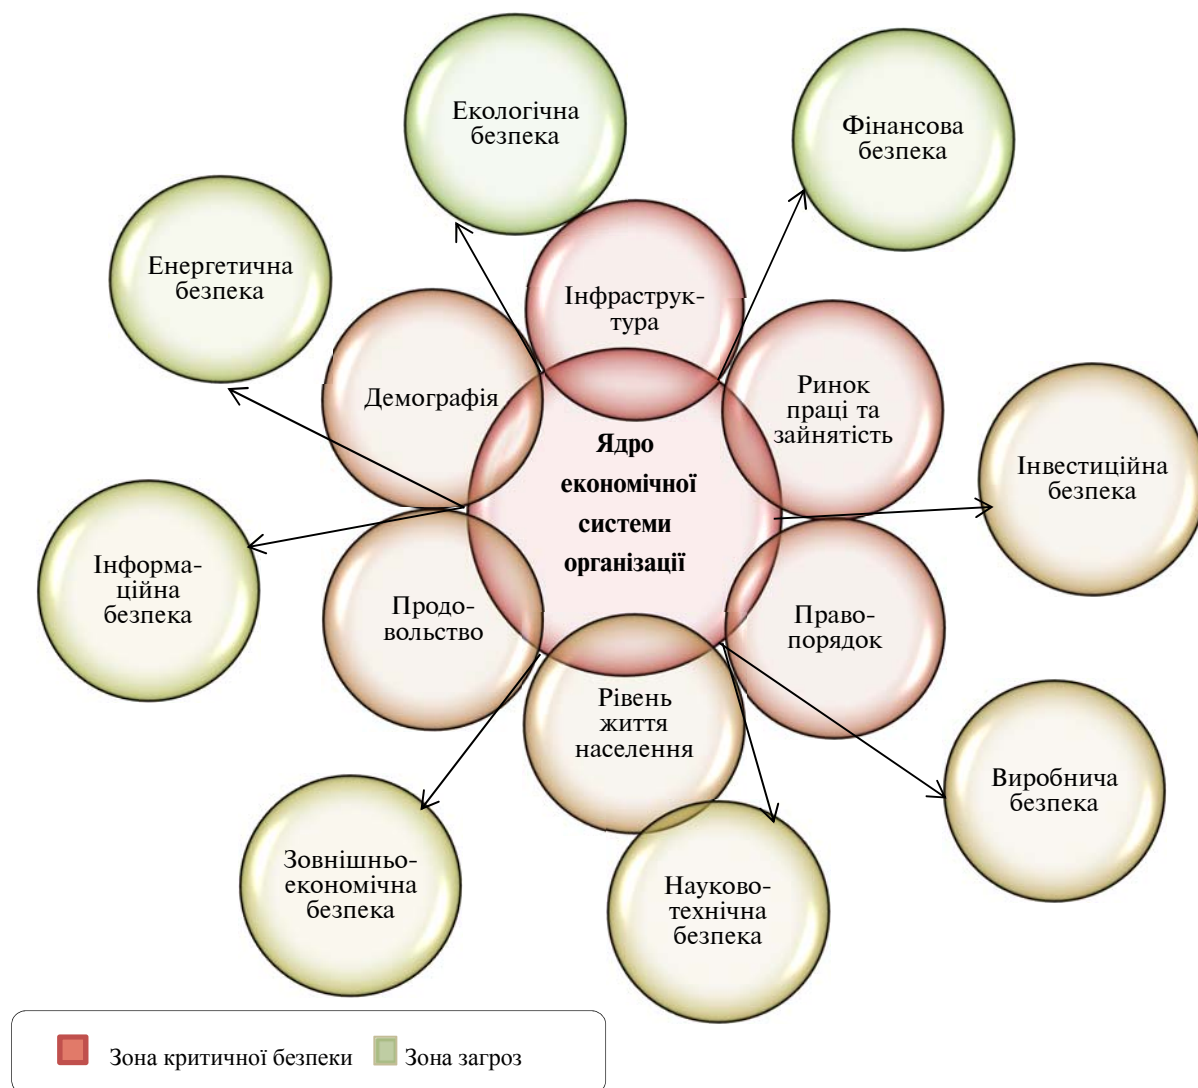 Екологічна
безпека
Фінансова
безпека
Енергетична
безпека
Інфраструк-
тура
Демографія
Ринок
праці та
зайнятість
Ядро
економічної
системи
організації
Інвестиційна
безпека
Інформа-
ційна
безпека
Продо-
вольство
Право-
порядок
Рівень
життя
населення
Виробнича
безпека
Зовнішньо-
економічна
безпека
Науково-
технічна
безпека
Зона критичної безпеки
Зона загроз